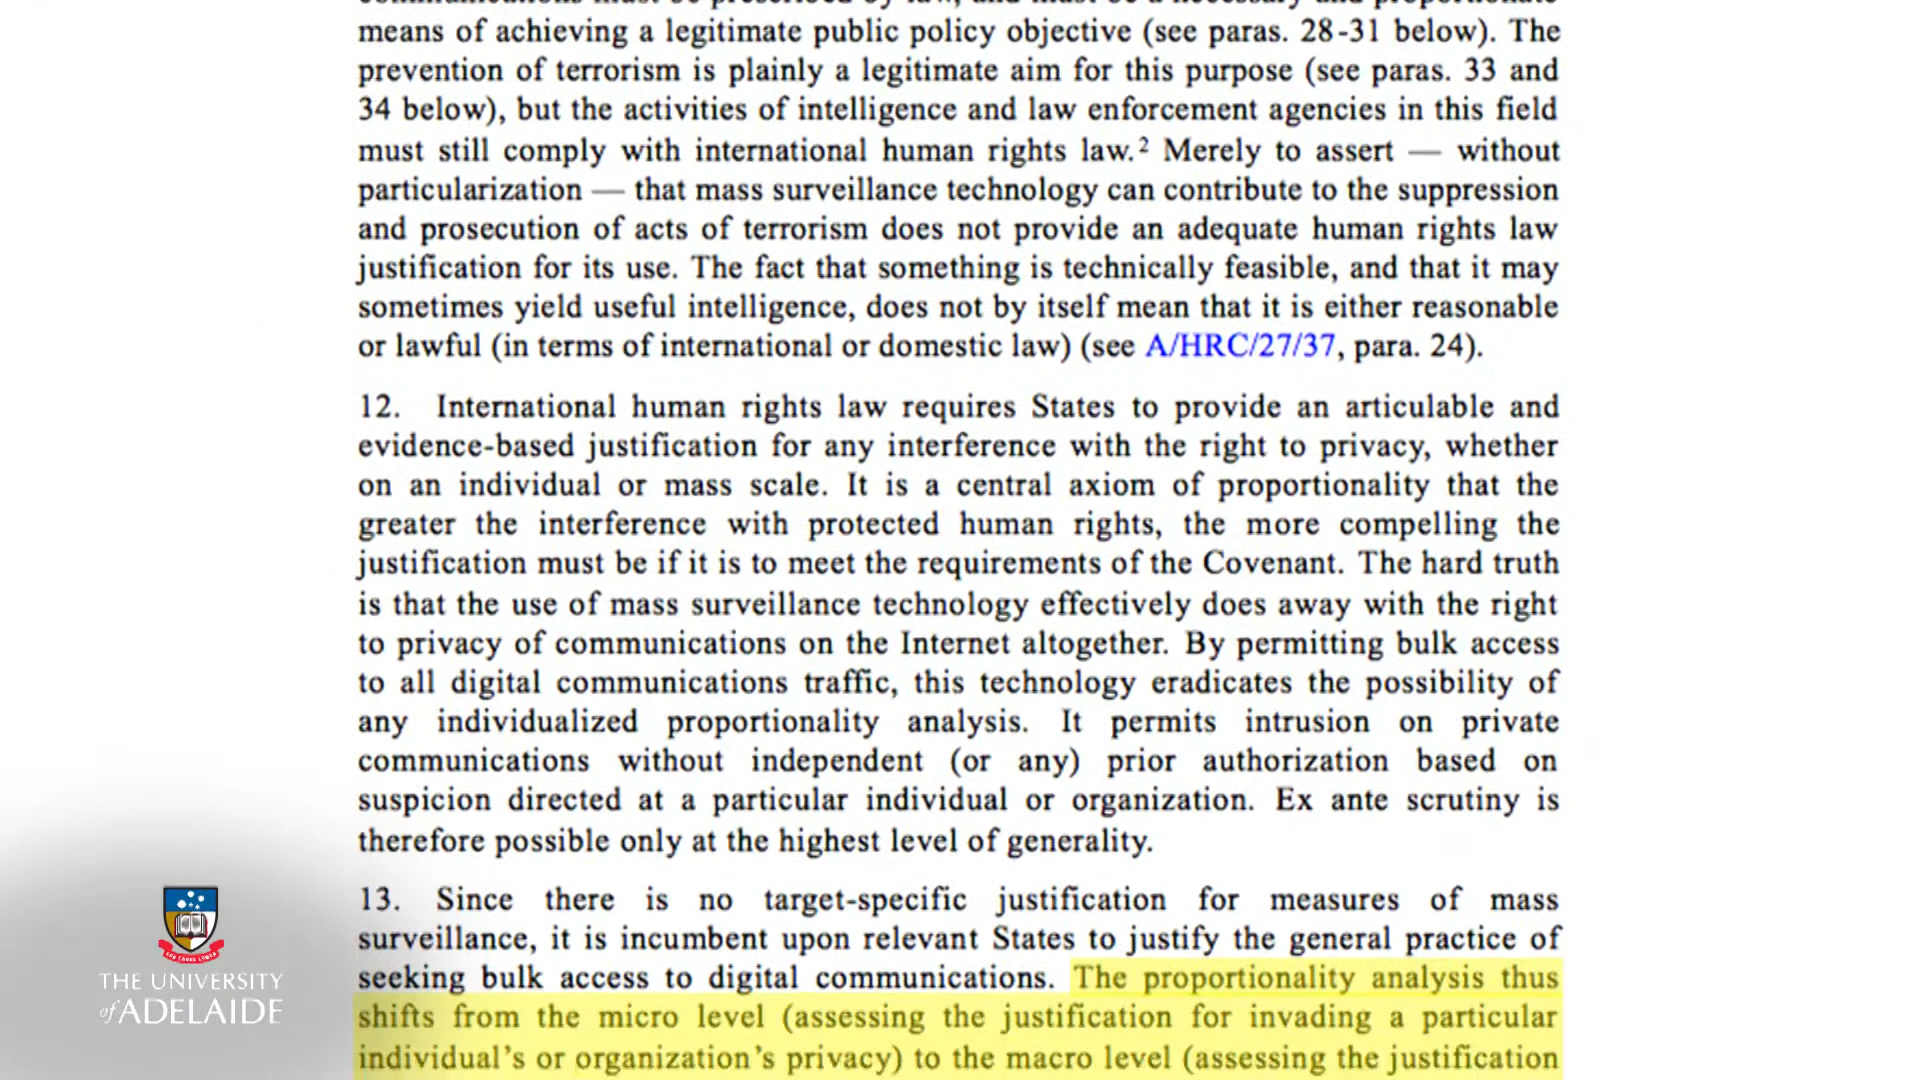 means of achieving a legitimate public policy objective (see paras. 28-31 below). The
prevention of terrorism is plainly a legitimate aim for this purpose (see paras. 33 and
34 below), but the activities of intelligence and law enforcement agencies in this field
must still comply with international human rights law.² Merely to assert — without
particularization — that mass surveillance technology can contribute to the suppression
and prosecution of acts of terrorism does not provide an adequate human rights law
justification for its use. The fact that something is technically feasible, and that it may
sometimes yield useful intelligence, does not by itself mean that it is either reasonable
or lawful (in terms of international or domestic law) (see A/HRC/27/37, para. 24).
12. International human rights law requires States to provide an articulable and
evidence-based justification for any interference with the right to privacy, whether
on an individual or mass scale. It is a central axiom of proportionality that the
greater the interference with protected human rights, the more compelling the
justification must be if it is to meet the requirements of the Covenant. The hard truth
is that the use of mass surveillance technology effectively does away with the right
to privacy of communications on the Internet altogether. By permitting bulk access
to all digital communications traffic, this technology eradicates the possibility of
any individualized proportionality analysis. It permits intrusion on private
communications without independent (or any) prior authorization based on
suspicion directed at a particular individual or organization. Ex ante scrutiny is
therefore possible only at the highest level of generality.
13. Since there is no target-specific justification for measures of mass
surveillance, it is incumbent upon relevant States to justify the general practice of
seeking bulk access to digital communications. The proportionality analysis thus
shifts from the micro level (assessing the justification for invading a particular
individual's or organization's privacy) to the macro level (assessing the justification
THE UNIVERSITY
of ADELAIDE